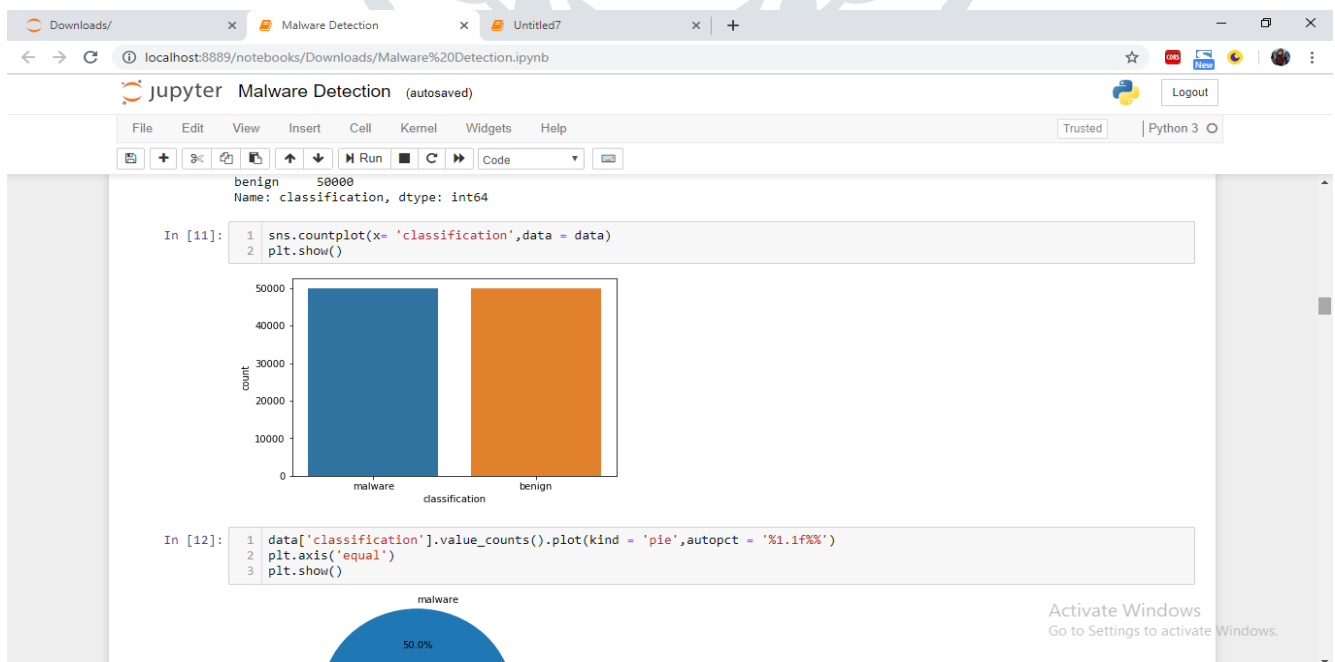 Downloads/ Malware Detection Untitled7
localhost:8889/notebooks/Downloads/Malware%20Detection.ipynb
CORS
New
jupyter Malware Detection (autosaved)
Logout
File Edit View Insert Cell Kernel Widgets Help
Trusted Python 3
Run Code
benign 50000
Name: classification, dtype: int64
In [11]:
1 sns.countplot(x= 'classification',data = data)
2 plt.show()
50000
40000
30000
20000
10000
0
count
malware benign
classification
In [12]:
1 data['classification'].value_counts().plot(kind = 'pie',autopct = '%1.1f%%')
2 plt.axis('equal')
3 plt.show()
malware
50.0%
Activate Windows
Go to Settings to activate Windows.